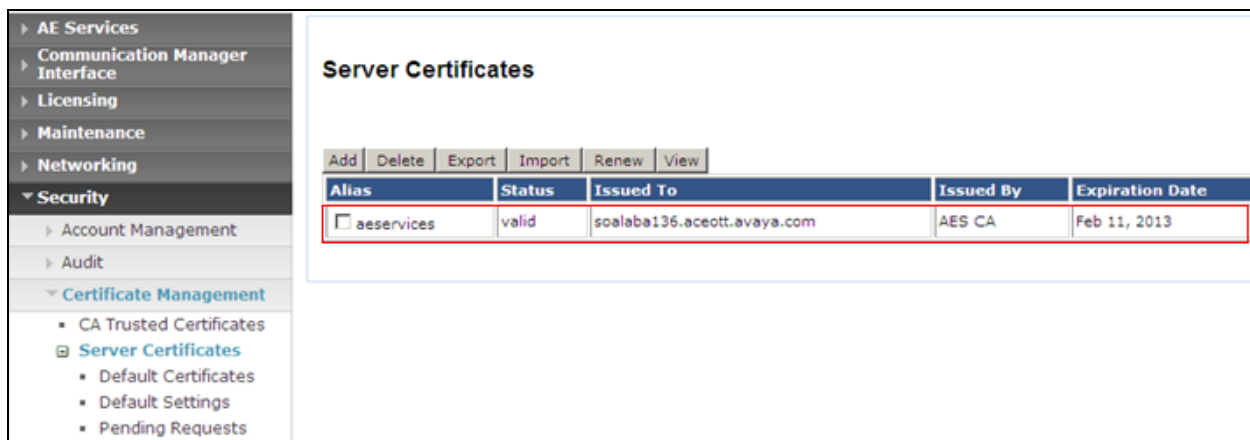 AE Services
Communication Manager
Interface
Licensing
Maintenance
Networking
Security
Account Management
Audit
Certificate Management
CA Trusted Certificates
Server Certificates
Default Certificates
Default Settings
Pending Requests
Server Certificates
Add Delete Export Import Renew View
Alias Status Issued To Issued By Expiration Date
aeservices valid soalaba136.aceott.avaya.com AES CA Feb 11, 2013